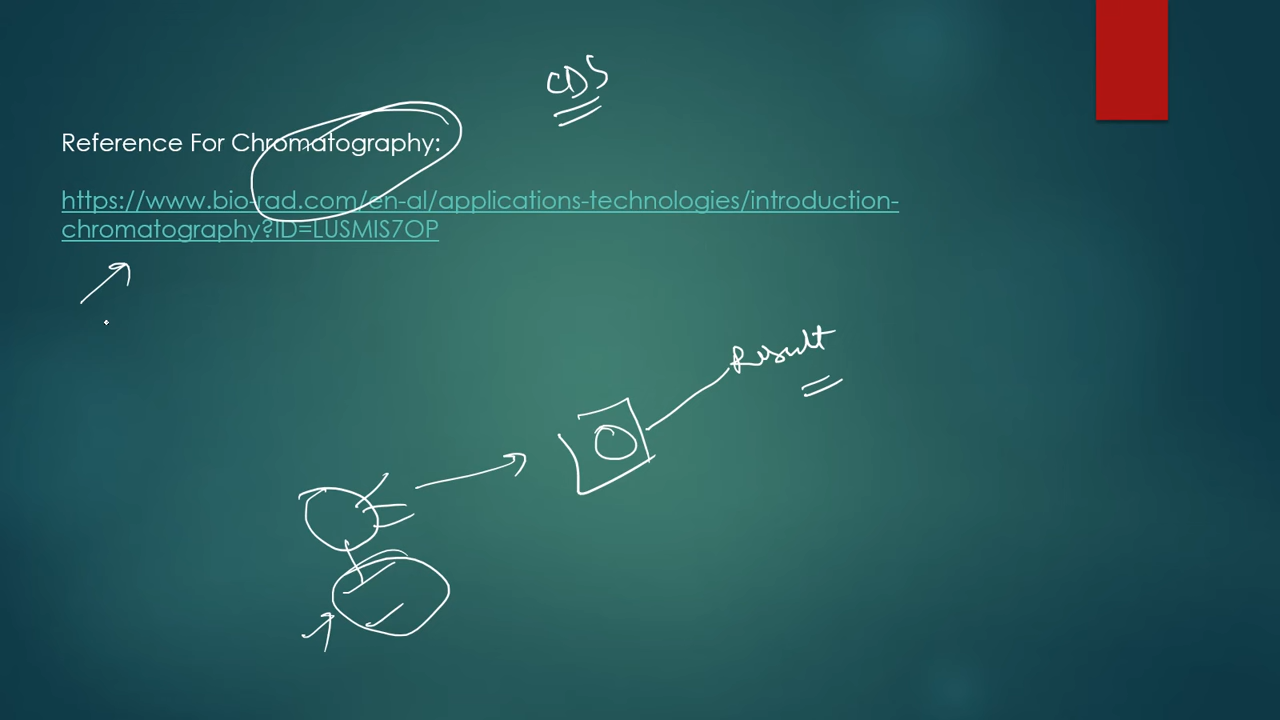 CDS
Reference For Chromatography:
https://www.bio-rad.com/en-al/applications-technologies/introduction-
chromatography?ID=LUSMIS7OP
Result